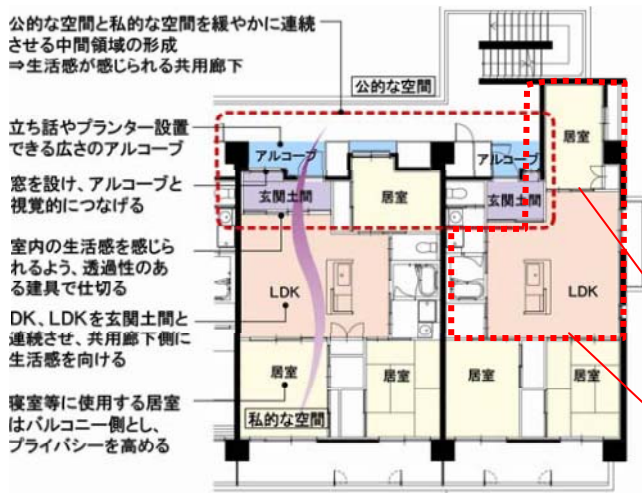 公的な空間と私的な空間を緩やかに連続
させる中間領域の形成
⇒生活感が感じられる共用廊下
公的な空間
立ち話やプランター設置
できる広さのアルコーブ
窓を設け、アルコーブと
視覚的につなげる
室内の生活感を感じら
れるよう、透過性のあ
る建具で仕切る
DK、LDKを玄関土間と
連続させ、共用廊下側に
生活感を向ける
寝室等に使用する居室
はバルコニー側とし、
プライバシーを高める
アルコーブ
玄関土間
居室
LDK
居室
居室
私的な空間
アルコーブ
玄関土間
居室
LDK
居室
居室